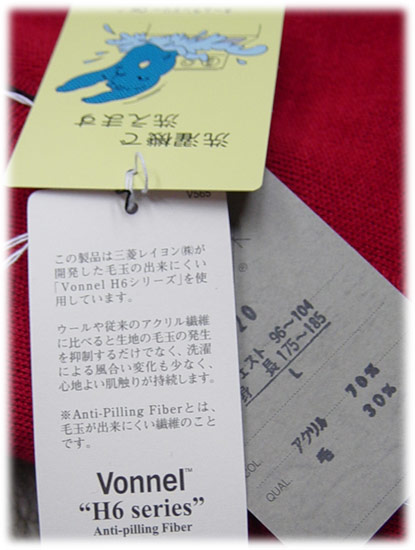 洗濯機で
洗えます
V565
この製品は三菱レイヨン㈱が
開発した毛玉の出来にくい
「Vonnel H6シリーズ」を使
用しています。
ウールや従来のアクリル繊維
に比べると生地の毛玉の発生
を抑制するだけでなく、洗濯
による風合い変化も少なく、
心地よい肌触りが持続します。
※Anti-Pilling Fiberとは、
毛玉が出来にくい繊維のこと
です。
Vonnel™
“H6 series”
Anti-pilling Fiber
10
エスト 96~104
身 長 175~185
L
COL.
アクリル 70%
毛 30%
QUAL.